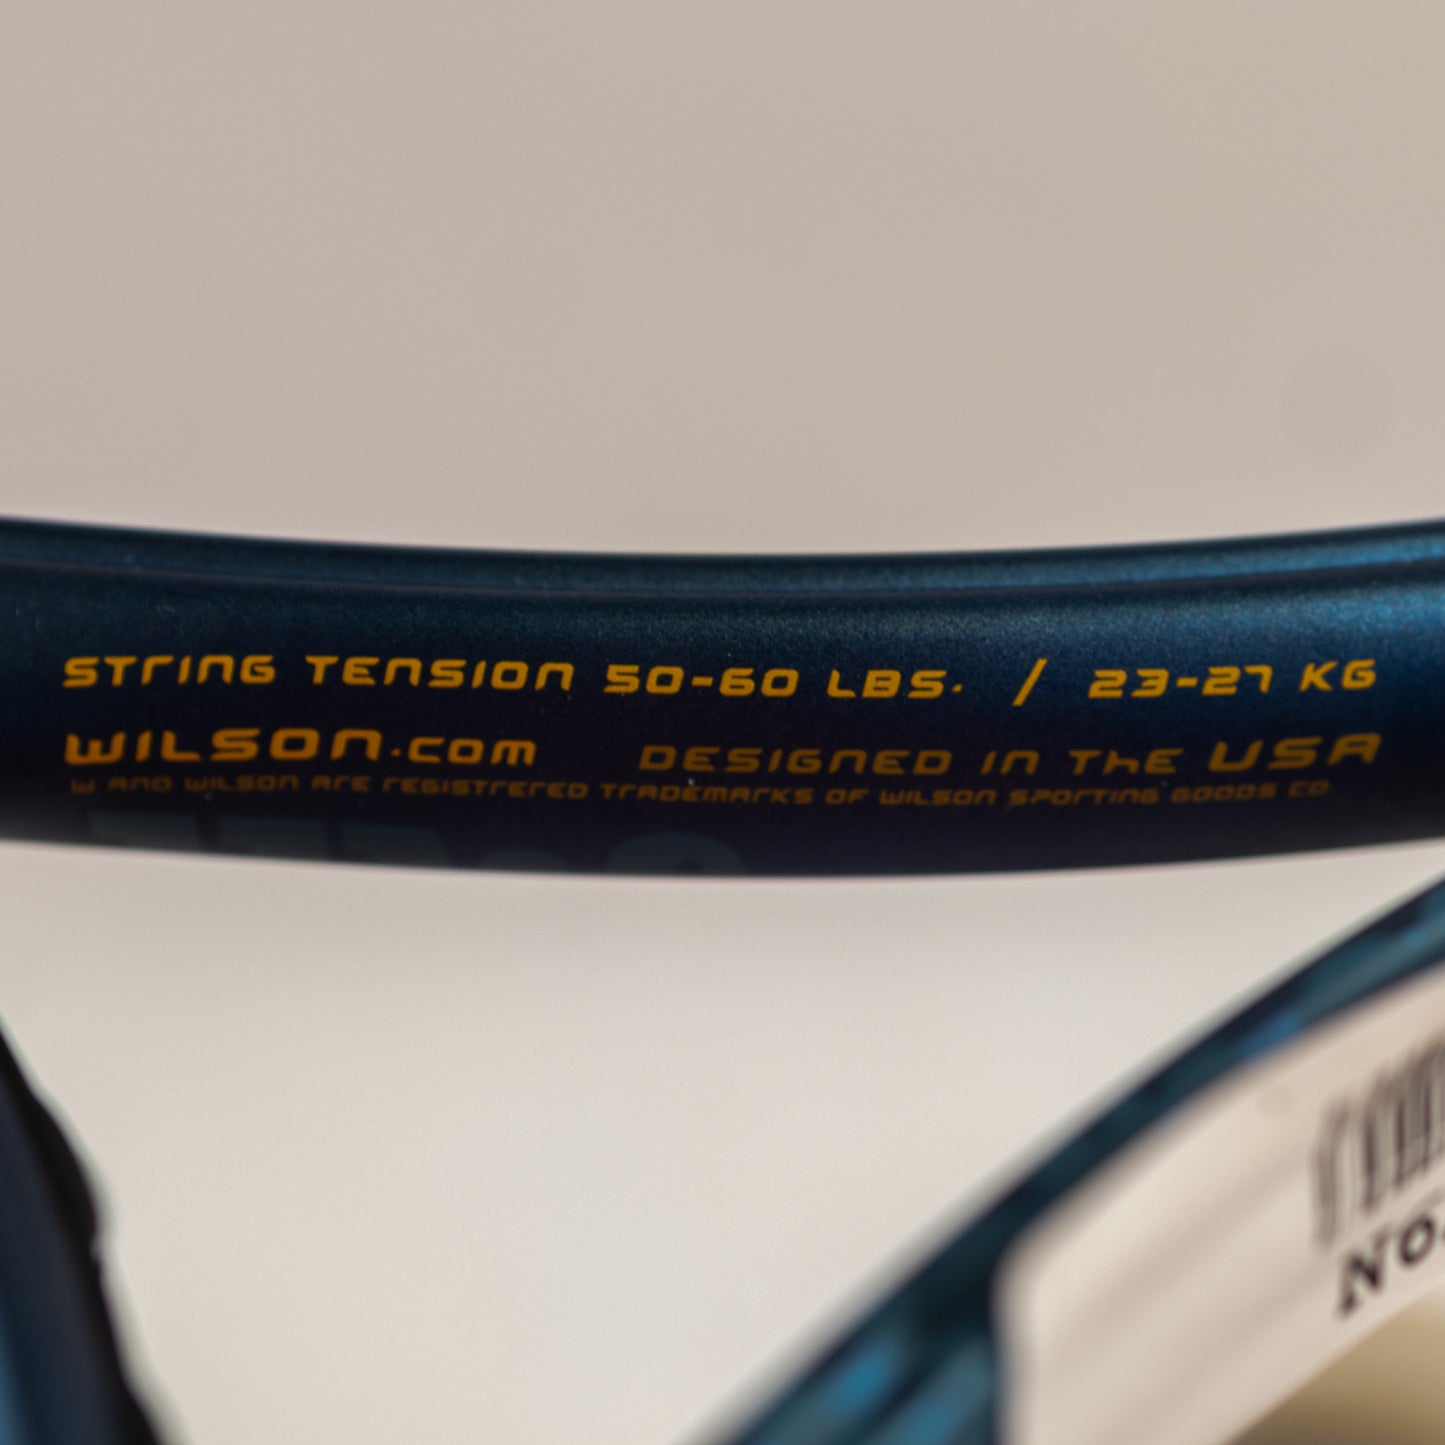 STRING TENSION 50-60 LBS. / 23-27 KG
WILSON.COM DESIGNED IN THE USA
W AND WILSON ARE REGISTRERED TRADEMARKS OF WILSON SPORTING GOODS CO.
No.